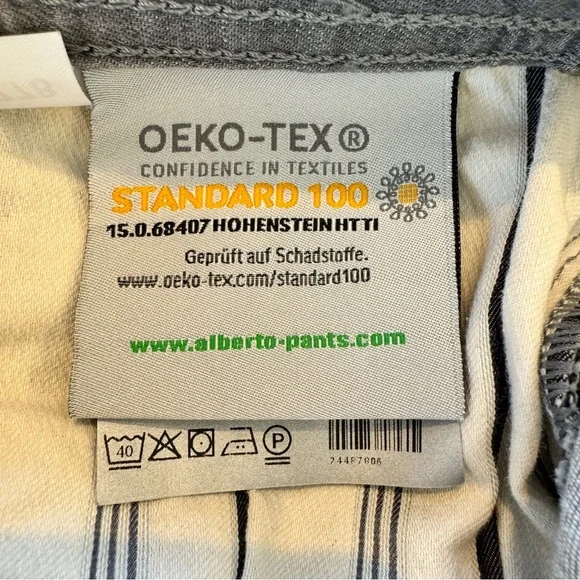 OEKO-TEX®
CONFIDENCE IN TEXTILES
STANDARD 100
15.0.68407 HOHENSTEIN HTTI
Geprüft auf Schadstoffe.
www.oeko-tex.com/standard100
www.alberto-pants.com
40
P
24487806